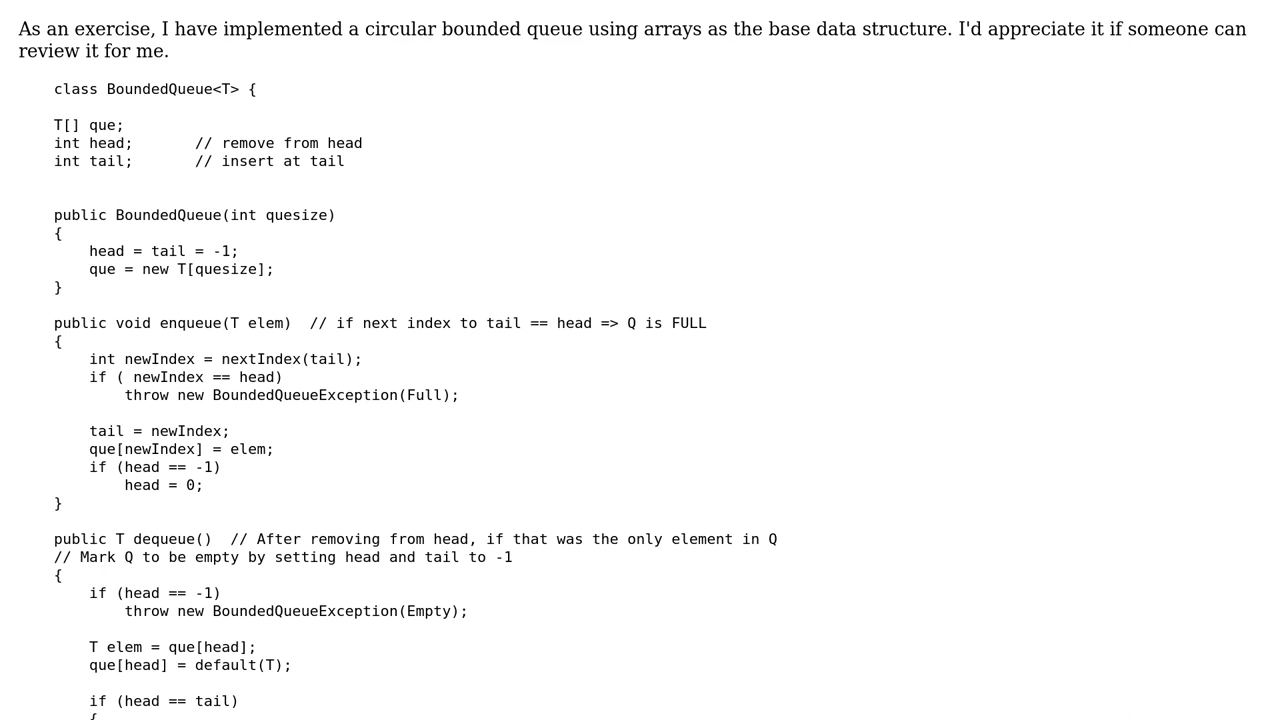 As an exercise, I have implemented a circular bounded queue using arrays as the base data structure. I'd appreciate it if someone can
review it for me.
class BoundedQueue<T> {
T[] que;
int head;       // remove from head
int tail;       // insert at tail
public BoundedQueue(int quesize)
{
    head = tail = -1;
    que = new T[quesize];
}
public void enqueue(T elem)  // if next index to tail == head => Q is FULL
{
    int newIndex = nextIndex(tail);
    if ( newIndex == head)
        throw new BoundedQueueException(Full);
    tail = newIndex;
    que[newIndex] = elem;
    if (head == -1)
        head = 0;
}
public T dequeue()  // After removing from head, if that was the only element in Q
// Mark Q to be empty by setting head and tail to -1
{
    if (head == -1)
        throw new BoundedQueueException(Empty);
    T elem = que[head];
    que[head] = default(T);
    if (head == tail)
    {